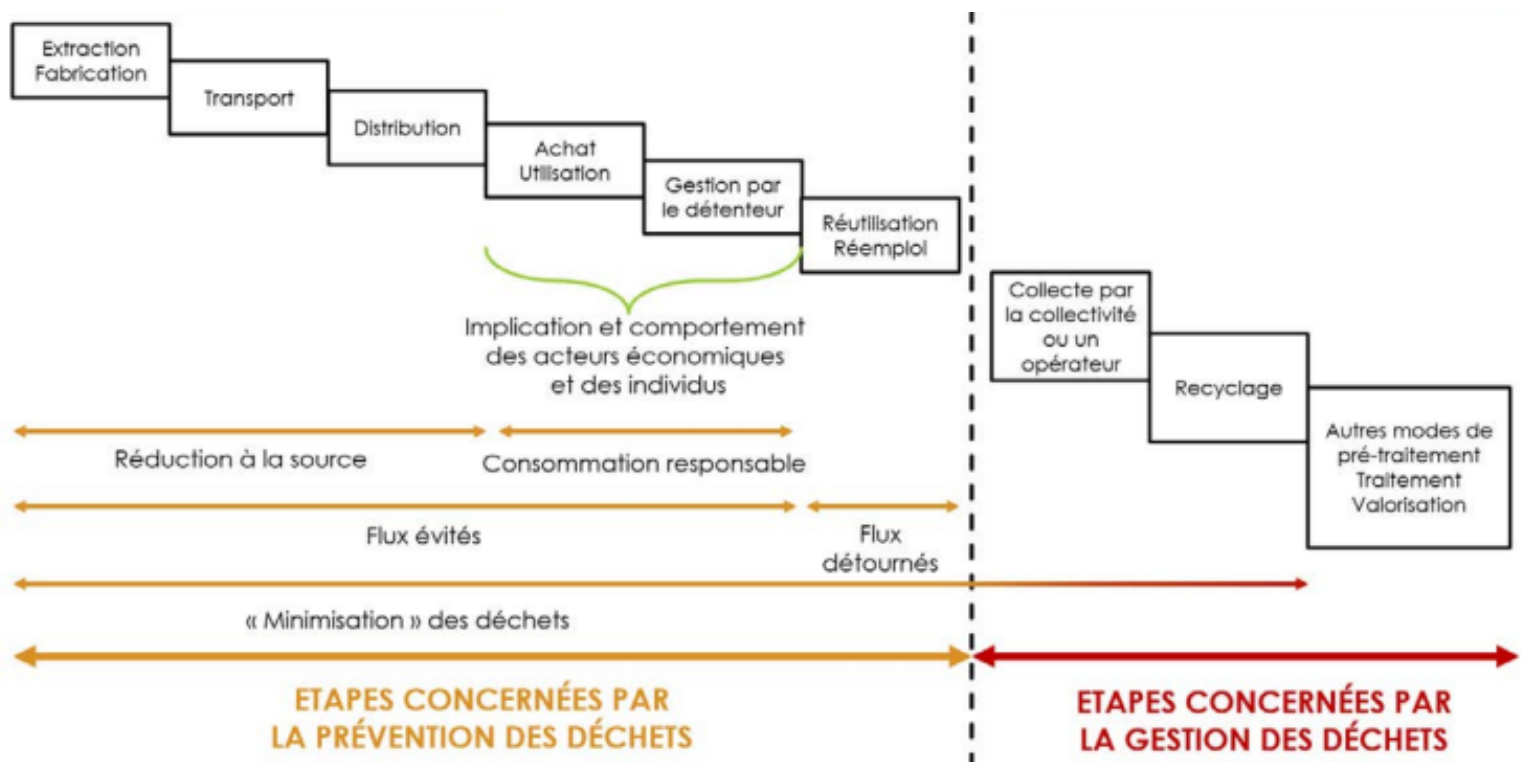 Extraction
Fabrication
Transport
Distribution
Achat
Utilisation
Gestion par
le détenteur
Réutilisation
Réemploi
Collecte par
la collectivité
ou un
opérateur
Recyclage
Autres modes de
pré-traitement
Traitement
Valorisation
Implication et comportement
des acteurs économiques
et des individus
Réduction à la source
Consommation responsable
Flux évités
Flux
détournés
« Minimisation » des déchets
ETAPES CONCERNÉES PAR
LA PRÉVENTION DES DÉCHETS
ETAPES CONCERNÉES PAR
LA GESTION DES DÉCHETS